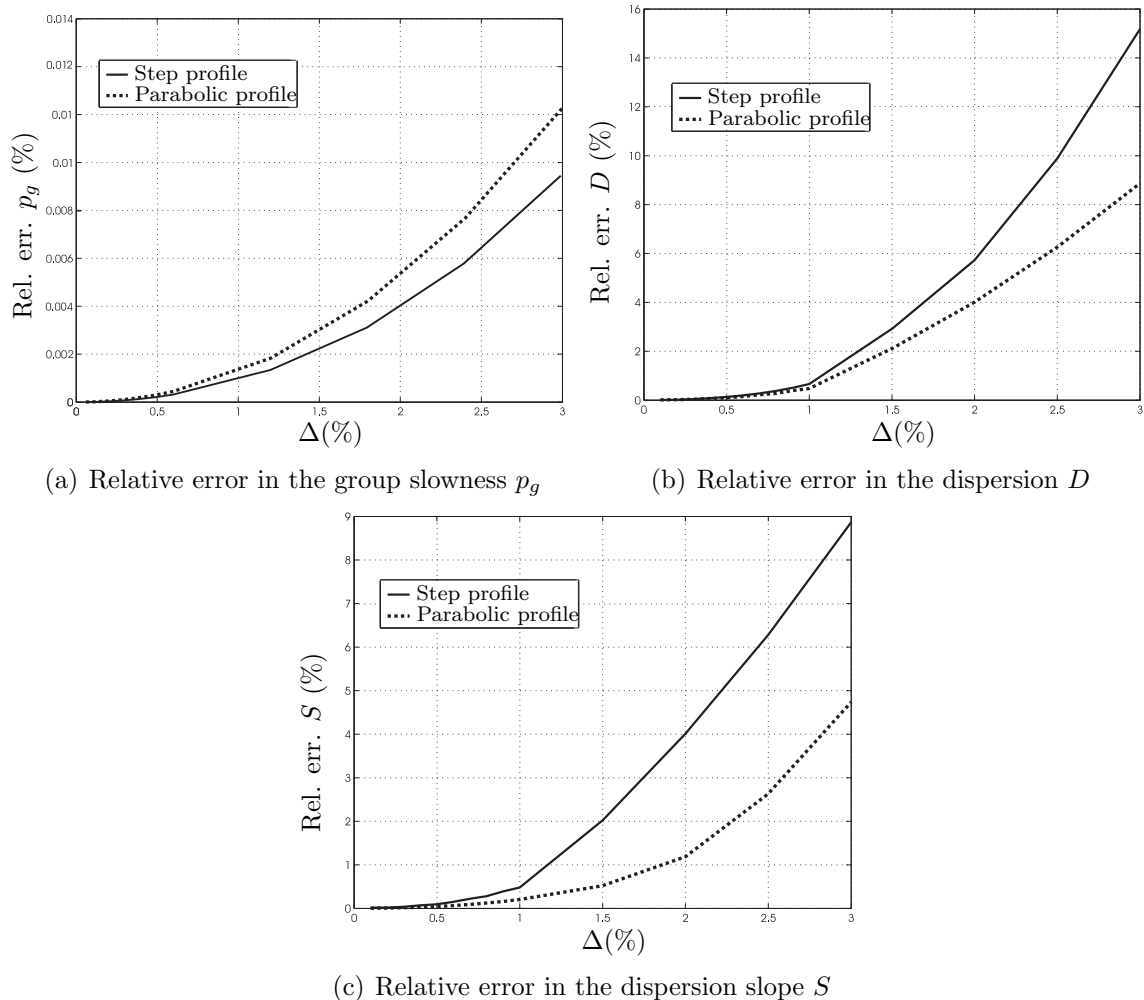 0.014
0.01
0.01
0.008
0.006
0.004
0.002
0
Rel. err. p_g (%)
Step profile
Parabolic profile
0 0.5 1 1.5 2 2.5 3
Δ(%)
(a) Relative error in the group slowness p_g
16
14
12
10
8
6
4
2
0
Rel. err. D (%)
Step profile
Parabolic profile
0 0.5 1 1.5 2 2.5 3
Δ(%)
(b) Relative error in the dispersion D
9
8
7
6
5
4
3
2
1
0
Rel. err. S (%)
Step profile
Parabolic profile
0 0.5 1 1.5 2 2.5 3
Δ(%)
(c) Relative error in the dispersion slope S